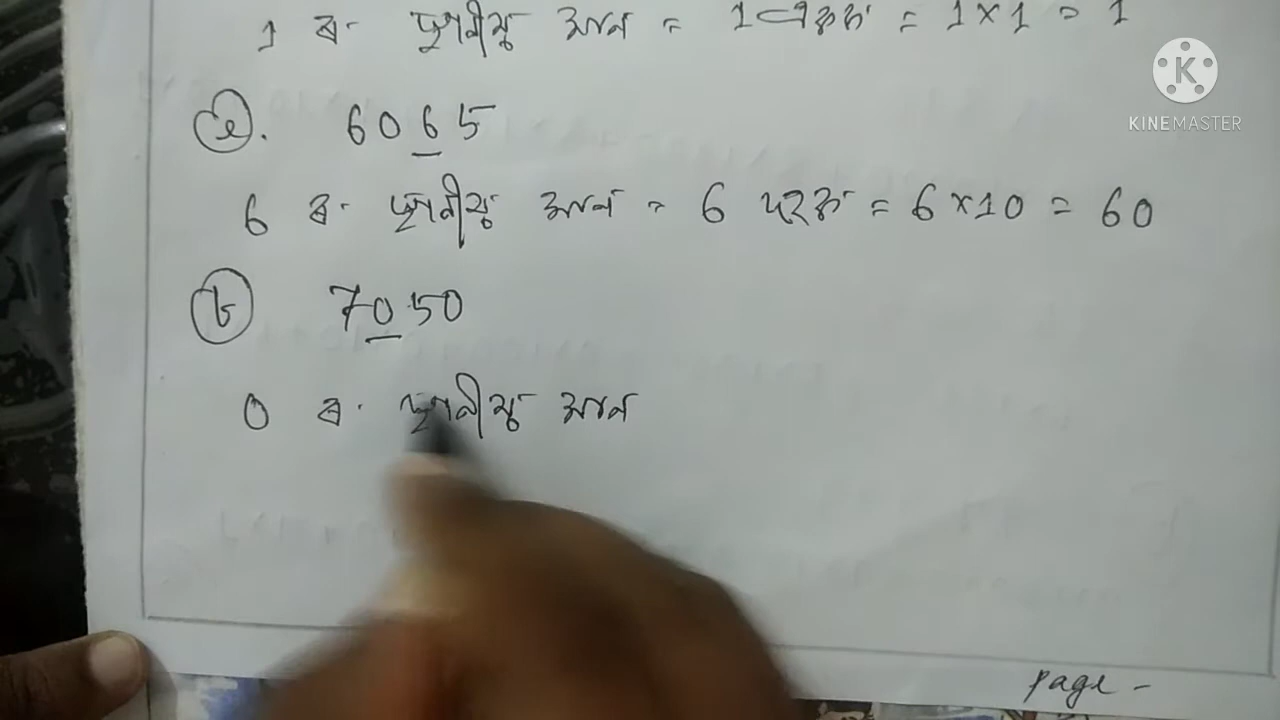 1 ৰ স্থানীয় মান = 1 একক = 1×1 = 1
K
KINEMASTER
6065
6 ৰ স্থানীয় মান = 6 দহক = 6×10 = 60
7050
0 ৰ স্থানীয় মান
page -